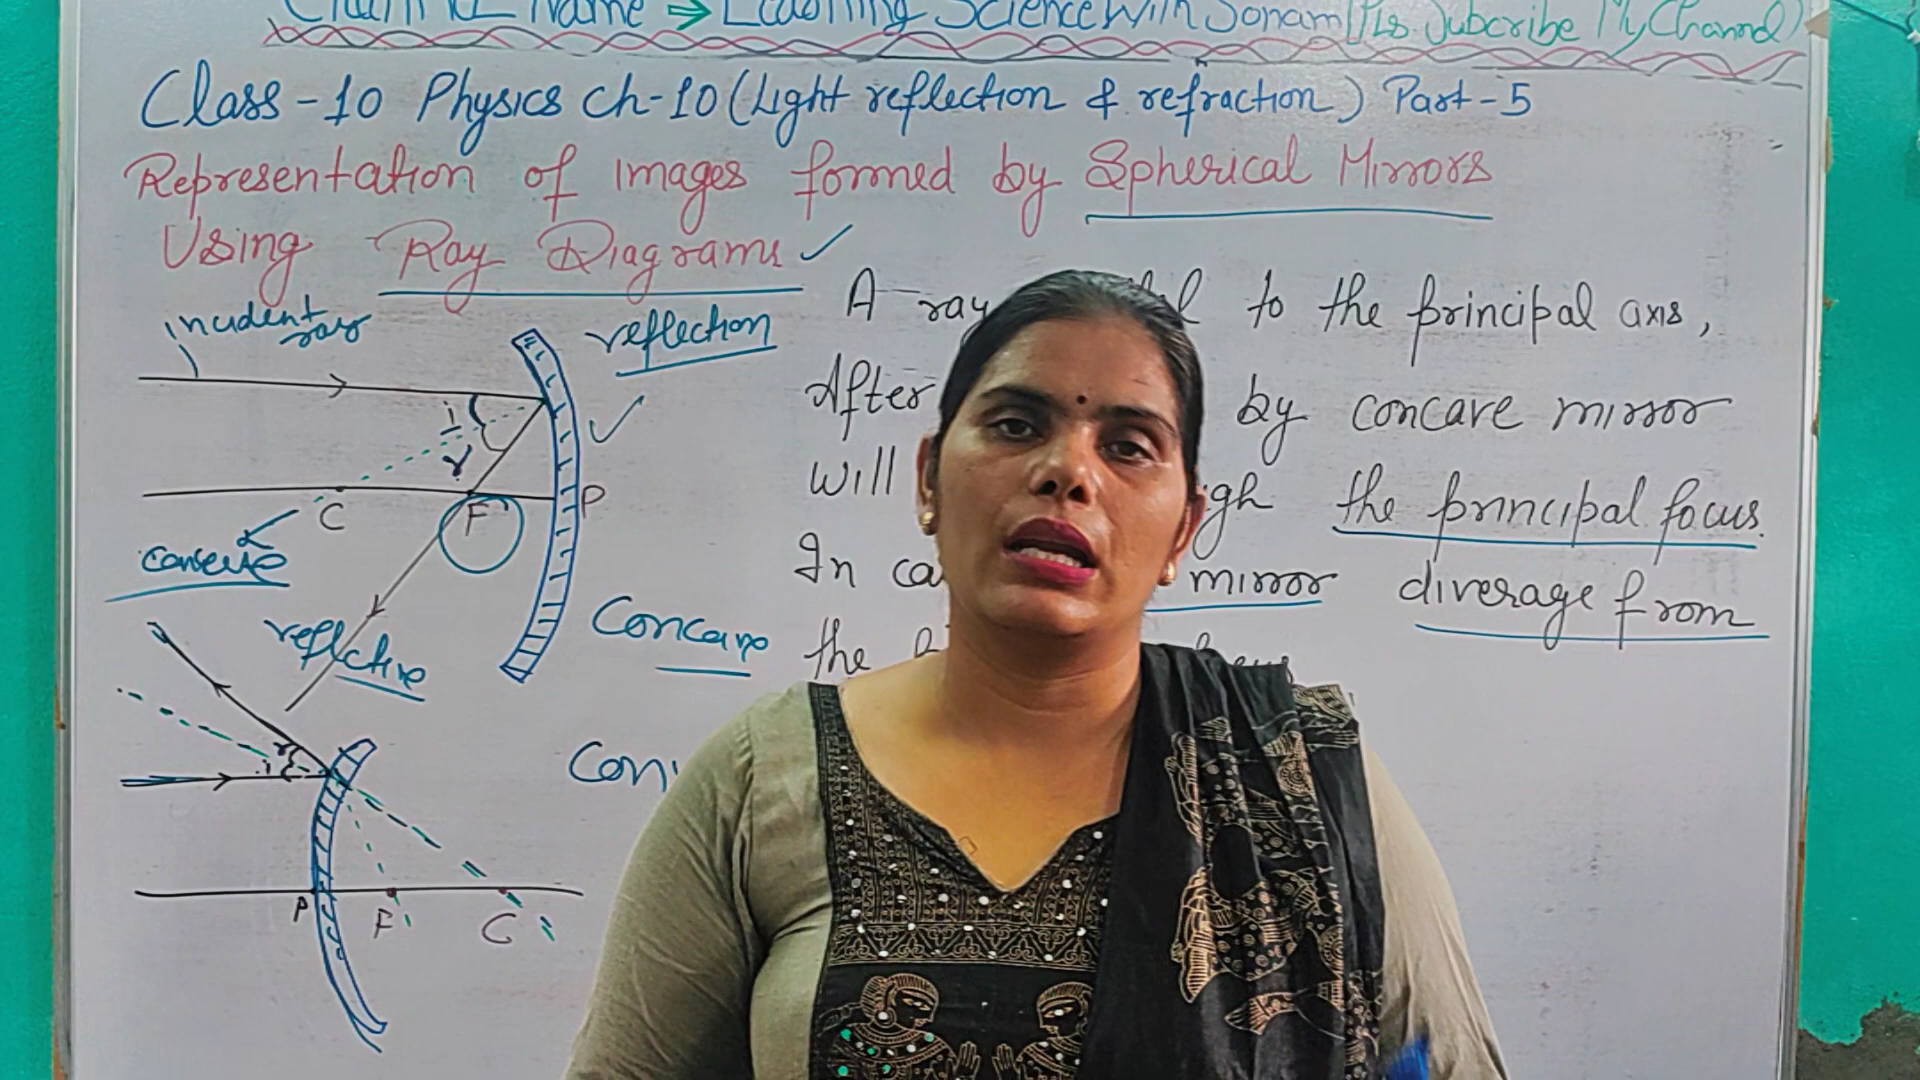 Channel Name ⇒ Learning Science With Sonam (Pls. Subcribe My Channel)
Class-10 Physics Ch-10 (Light reflection & refraction) Part-5
Representation of images formed by Spherical Mirrors
Using Ray Diagrams ✓
incident ray
reflection
i
r
C
F
P
Concave
reflective
A ray to the principal axis,
After by concave mirror
will the principal focus.
In mirror diverage from
the
i
P
F
C